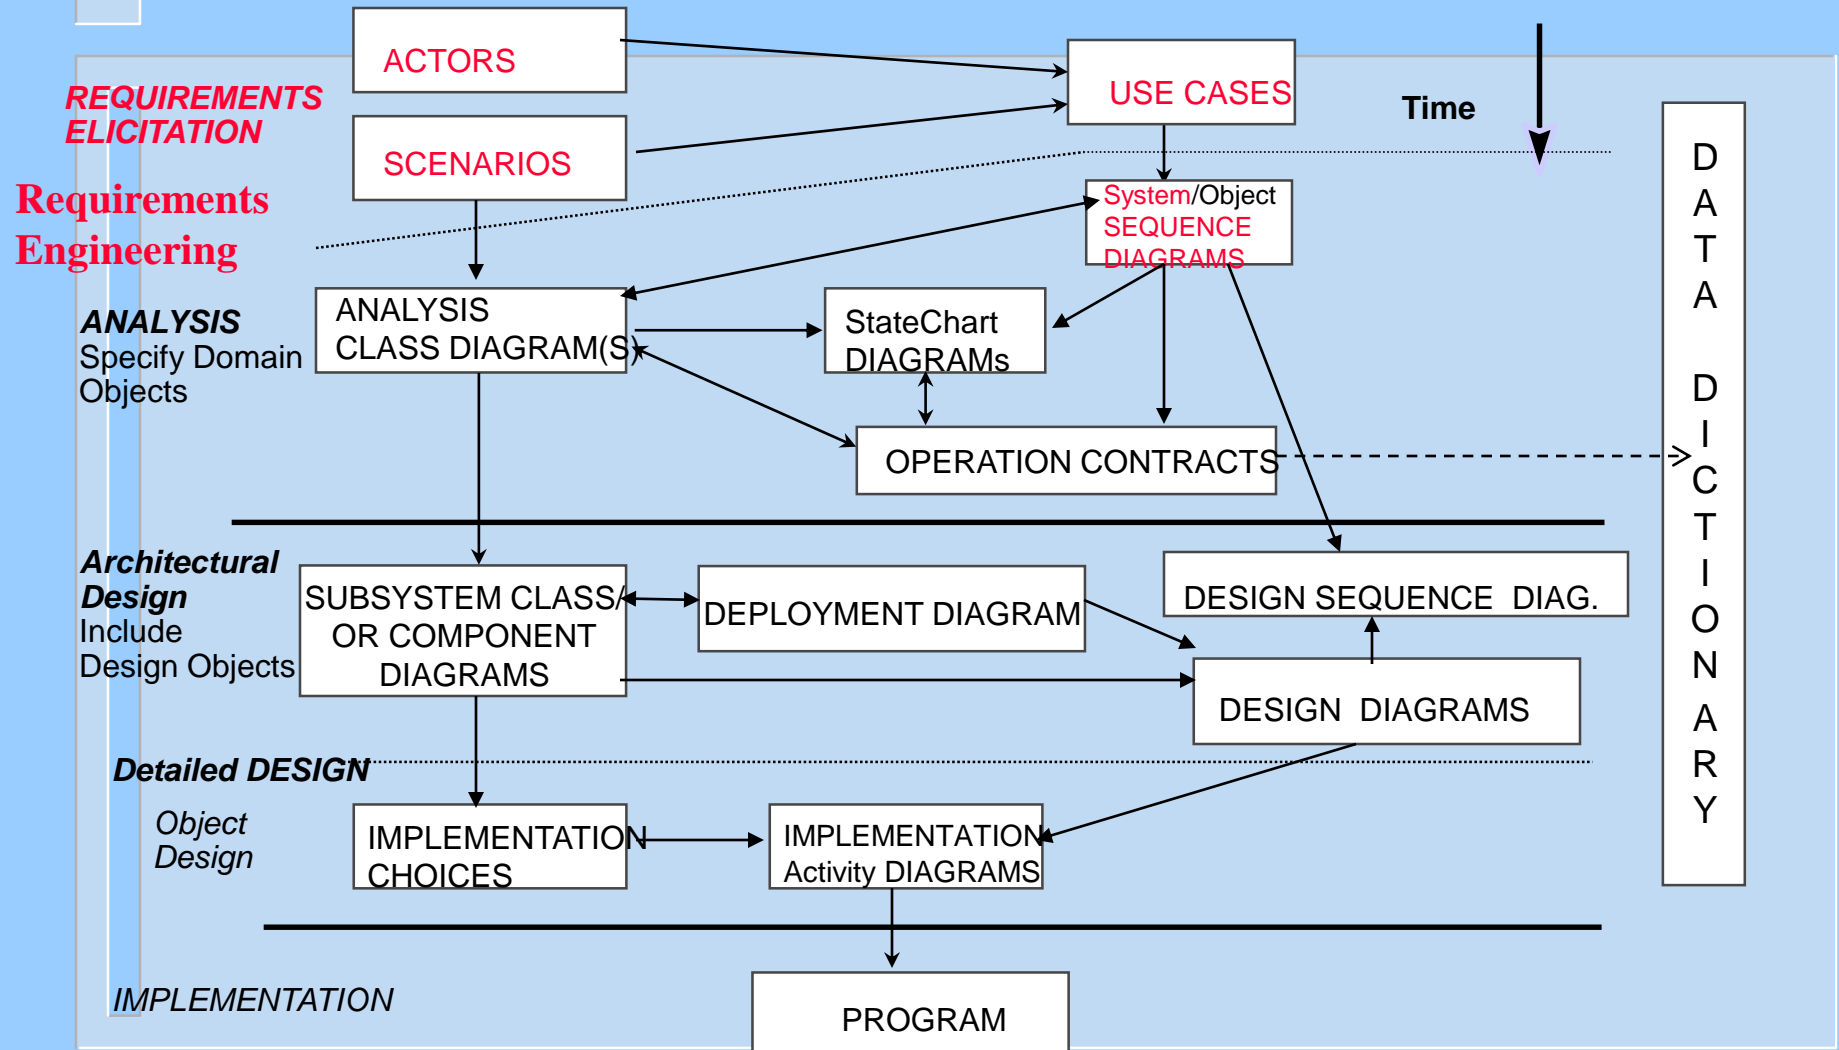 ACTORS
USE CASES
Time
REQUIREMENTS
ELICITATION
SCENARIOS
Requirements
Engineering
System/Object
SEQUENCE
DIAGRAMS
ANALYSIS
Specify Domain
Objects
ANALYSIS
CLASS DIAGRAM(S)
StateChart
DIAGRAMs
OPERATION CONTRACTS
Architectural
Design
Include
Design Objects
SUBSYSTEM CLASS/
OR COMPONENT
DIAGRAMS
DEPLOYMENT DIAGRAM
DESIGN SEQUENCE DIAG.
DESIGN DIAGRAMS
Detailed DESIGN
Object
Design
IMPLEMENTATION
CHOICES
IMPLEMENTATION
Activity DIAGRAMS
IMPLEMENTATION
PROGRAM
D
A
T
A
D
I
C
T
I
O
N
A
R
Y